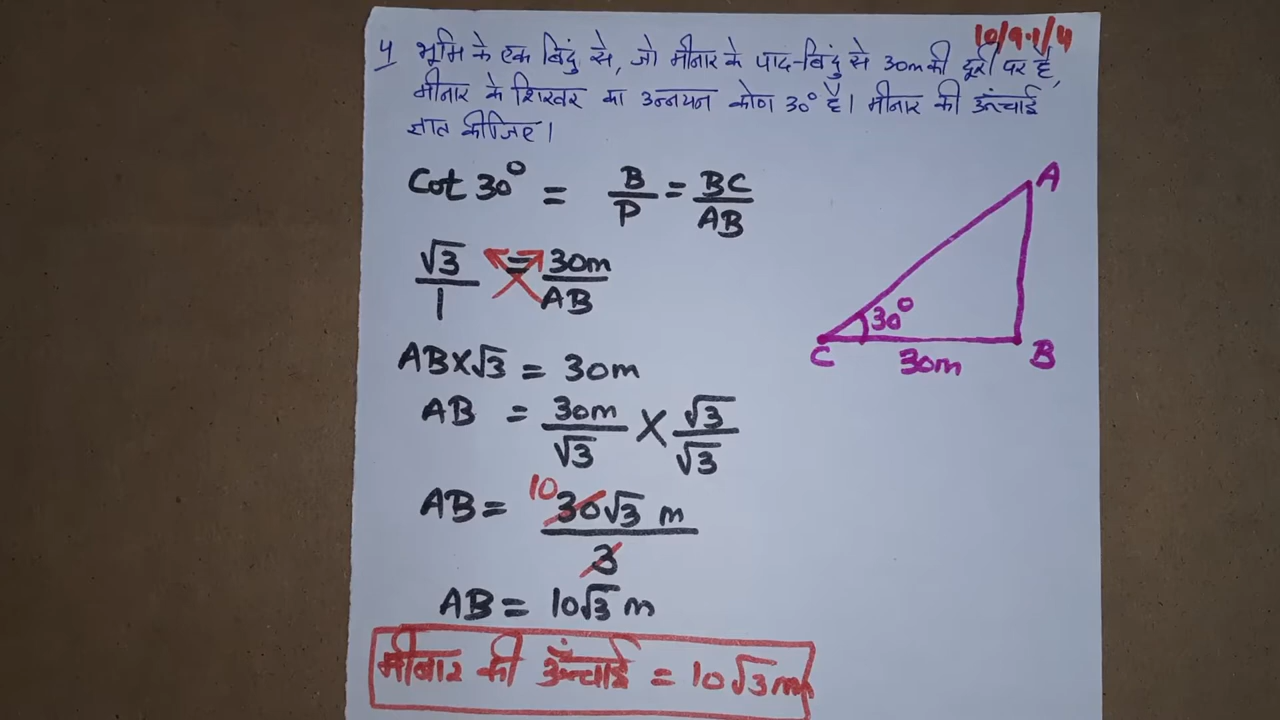 10/9.1/4
4 भूमि के एक बिंदु से, जो मीनार के पाद-बिंदु से 30m की दूरी पर है,
मीनार के शिखर का उन्नयन कोण 30° है। मीनार की ऊँचाई
ज्ञात कीजिए।
Cot 30° = B/P = BC/AB
√3/1 = 30m/AB
AB×√3 = 30m
AB = 30m/√3 × √3/√3
AB = 10 30√3 m/3
AB = 10√3 m
मीनार की ऊँचाई = 10√3 m
A
30°
C 30m B